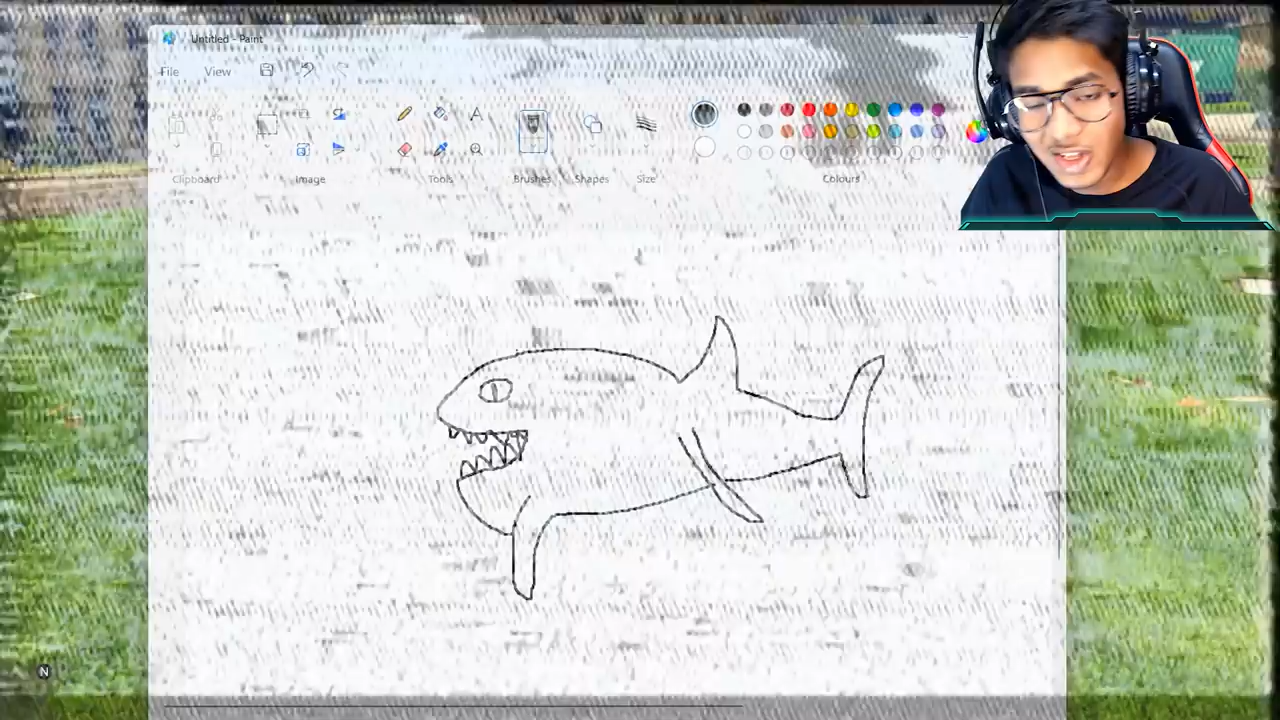 Untitled - Paint
File View
Clipboard Image Tools Brushes Shapes Size Colours
N